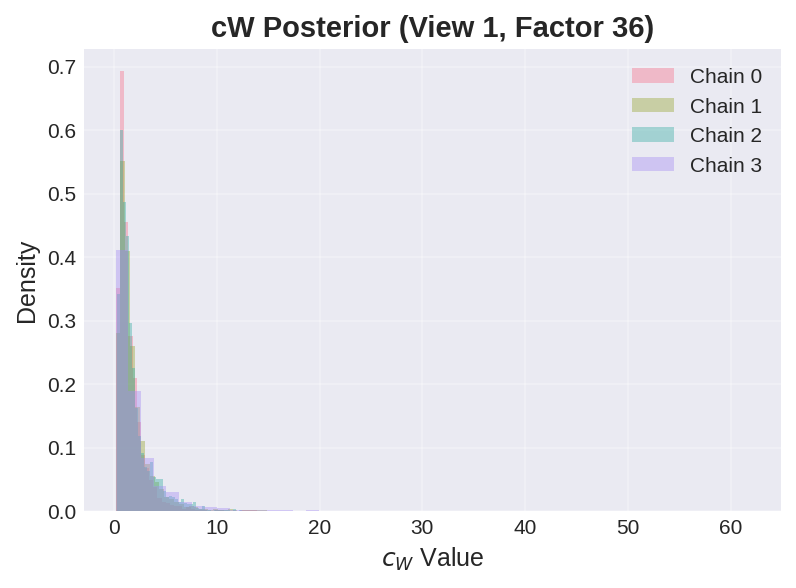 cW Posterior (View 1, Factor 36)
0.7
0.6
0.5
0.4
0.3
0.2
0.1
0.0
Density
Chain 0
Chain 1
Chain 2
Chain 3
0 10 20 30 40 50 60
c_W Value